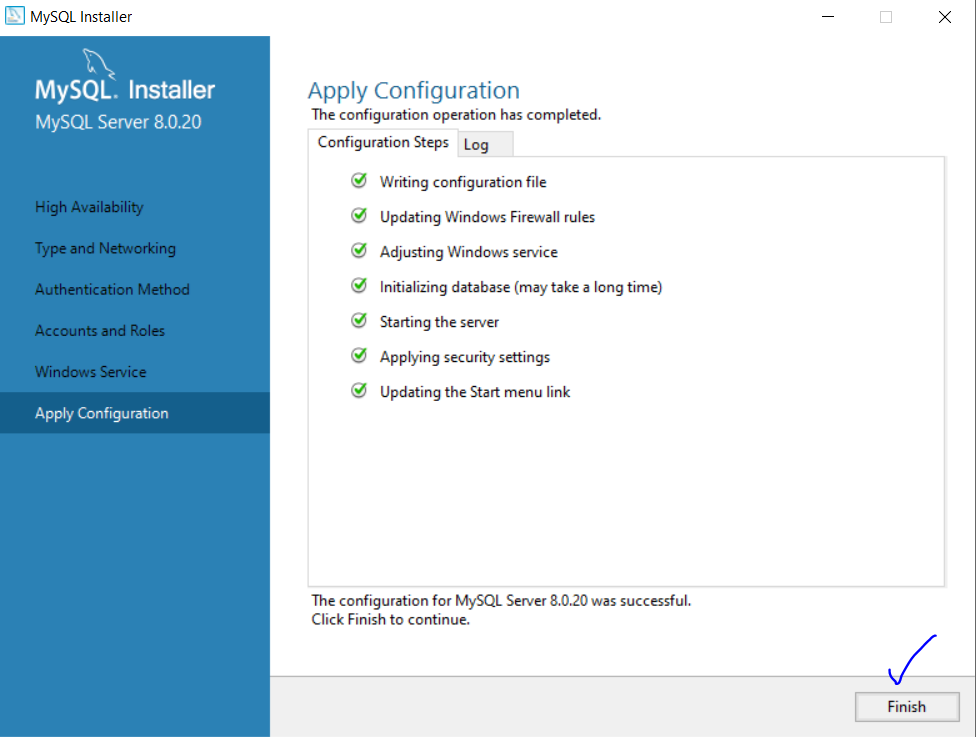 MySQL Installer
MySQL. Installer
MySQL Server 8.0.20
High Availability
Type and Networking
Authentication Method
Accounts and Roles
Windows Service
Apply Configuration
Apply Configuration
The configuration operation has completed.
Configuration Steps Log
Writing configuration file
Updating Windows Firewall rules
Adjusting Windows service
Initializing database (may take a long time)
Starting the server
Applying security settings
Updating the Start menu link
The configuration for MySQL Server 8.0.20 was successful.
Click Finish to continue.
Finish